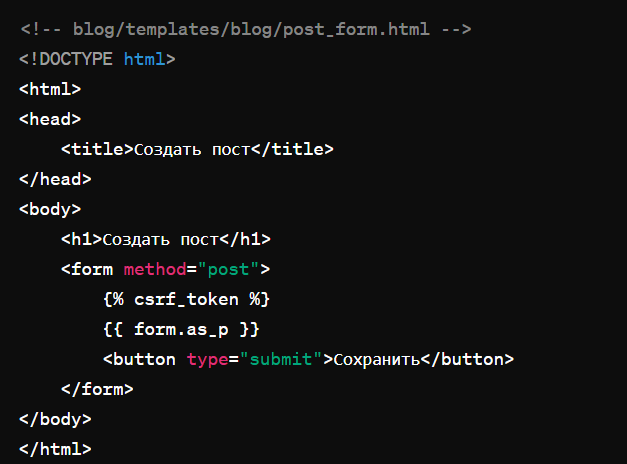 <!-- blog/templates/blog/post_form.html -->
<!DOCTYPE html>
<html>
<head>
    <title>Создать пост</title>
</head>
<body>
    <h1>Создать пост</h1>
    <form method="post">
        {% csrf_token %}
        {{ form.as_p }}
        <button type="submit">Сохранить</button>
    </form>
</body>
</html>